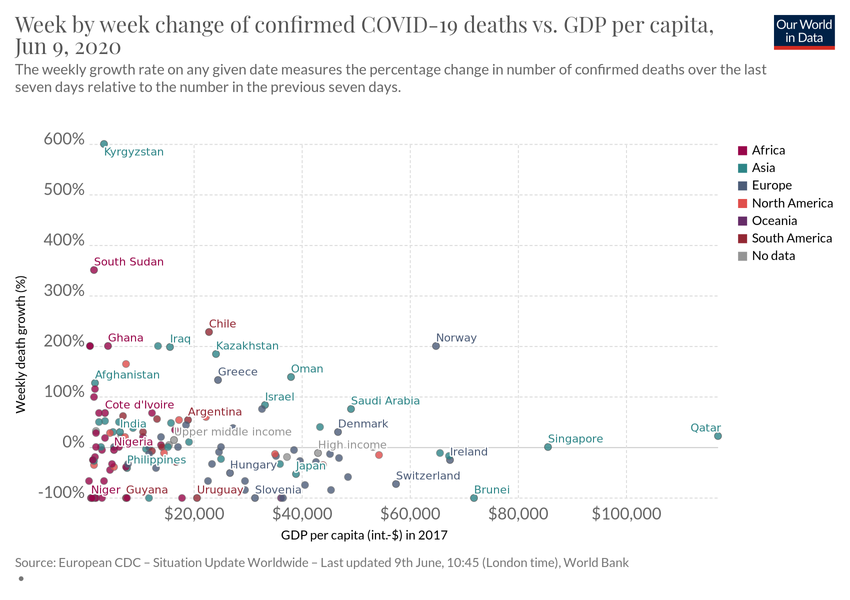 Week by week change of confirmed COVID-19 deaths vs. GDP per capita,
Jun 9, 2020
Our World
in Data
The weekly growth rate on any given date measures the percentage change in number of confirmed deaths over the last
seven days relative to the number in the previous seven days.
600%
Kyrgyzstan
Africa
Asia
Europe
North America
Oceania
South America
No data
500%
400%
South Sudan
300%
Chile
200%
Ghana
Iraq
Kazakhstan
Norway
Afghanistan
Greece
Oman
100%
Cote d'Ivoire
Israel
Saudi Arabia
Argentina
India
Upper middle income
Denmark
Qatar
0%
Nigeria
High income
Singapore
Ireland
Philippines
Hungary
Japan
Switzerland
-100%
Niger
Guyana
Uruguay
Slovenia
Brunei
$20,000
$40,000
$60,000
$80,000
$100,000
Weekly death growth (%)
GDP per capita (int.-$) in 2017
Source: European CDC – Situation Update Worldwide – Last updated 9th June, 10:45 (London time), World Bank